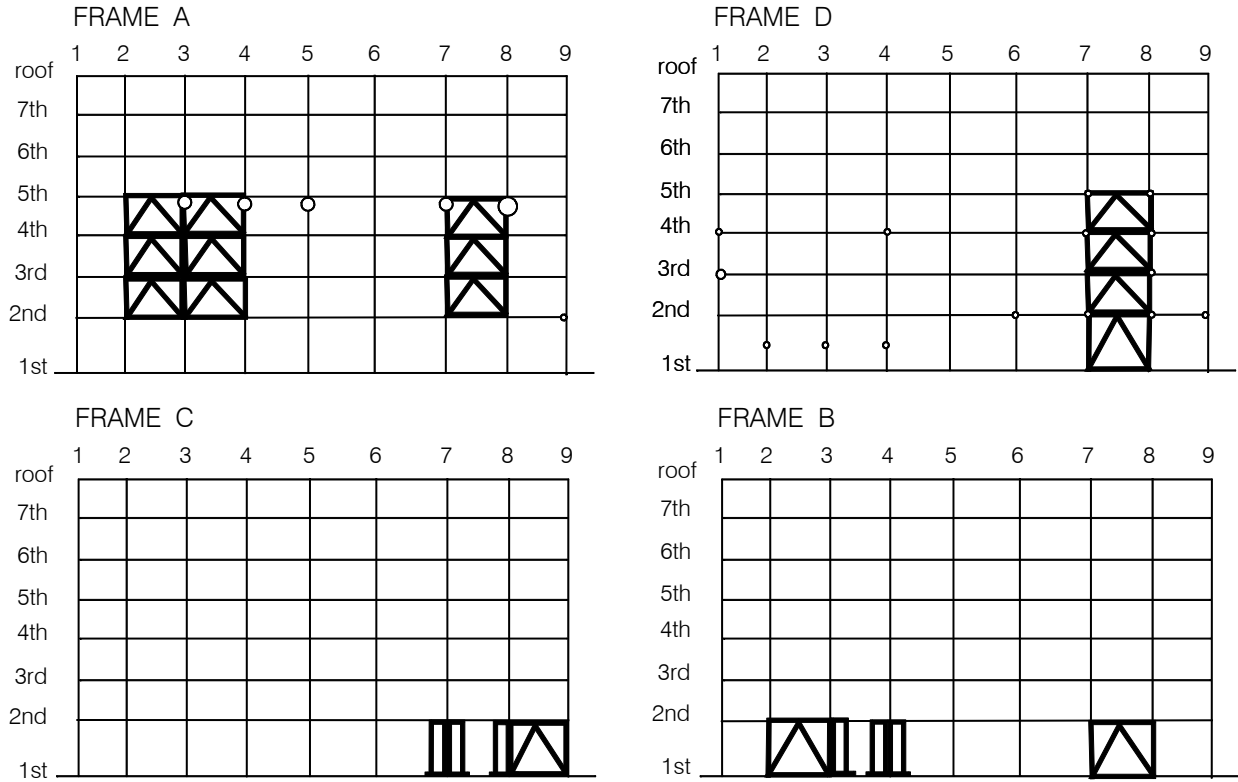 FRAME A
1 2 3 4 5 6 7 8 9
roof
7th
6th
5th
4th
3rd
2nd
1st
FRAME D
1 2 3 4 5 6 7 8 9
roof
7th
6th
5th
4th
3rd
2nd
1st
FRAME C
1 2 3 4 5 6 7 8 9
roof
7th
6th
5th
4th
3rd
2nd
1st
FRAME B
1 2 3 4 5 6 7 8 9
roof
7th
6th
5th
4th
3rd
2nd
1st